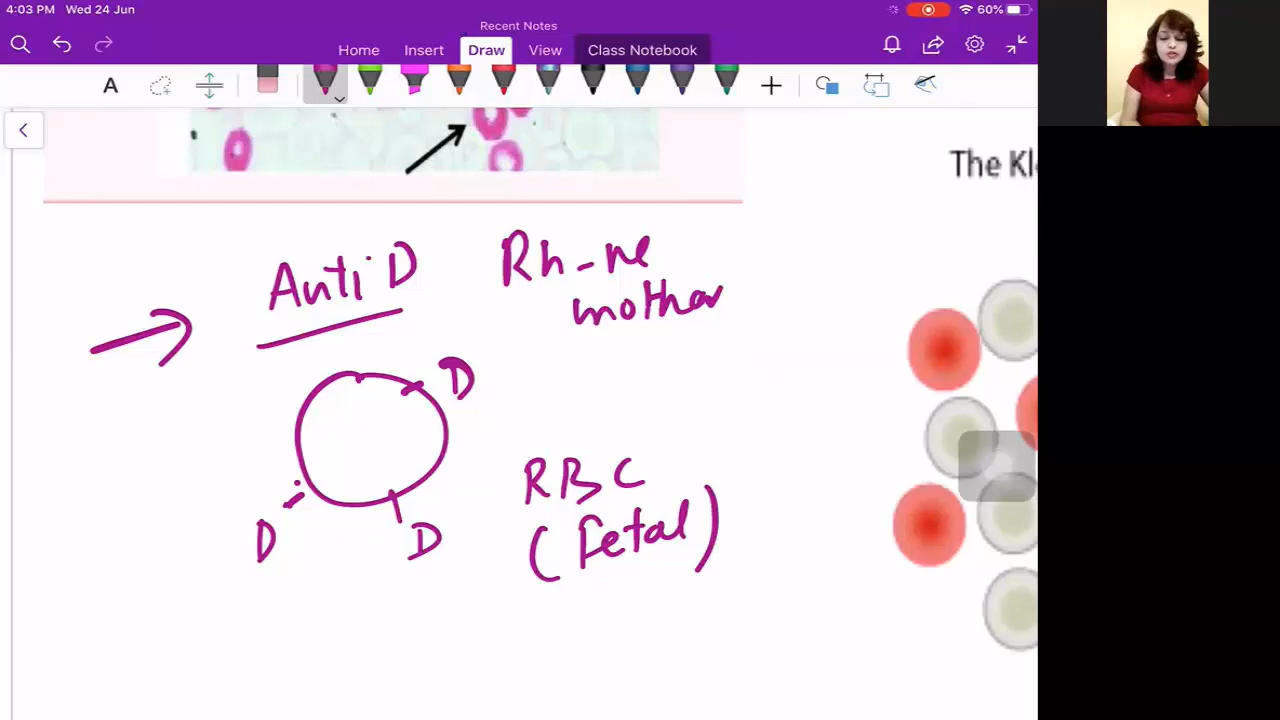 4:03 PM Wed 24 Jun
60%
Recent Notes
Home Insert Draw View Class Notebook
A
The Kl
Anti D
Rh -ne
mother
D
RBC
(Fetal)
D
D